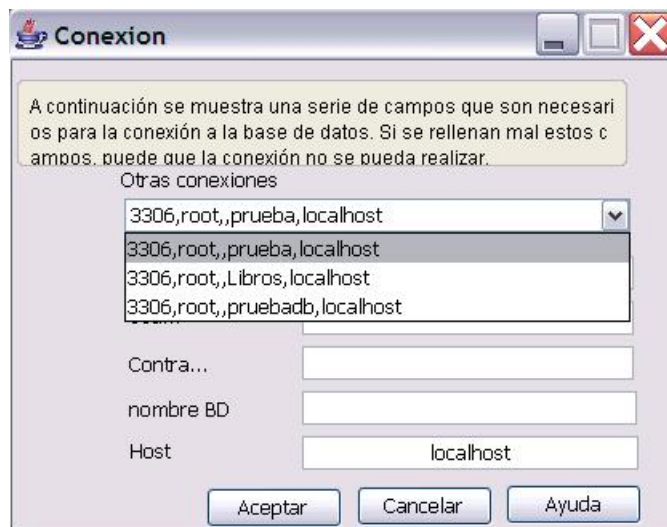 Conexion
A continuación se muestra una serie de campos que son necesari
os para la conexión a la base de datos. Si se rellenan mal estos c
ampos, puede que la conexión no se pueda realizar.
Otras conexiones
3306,root,,prueba,localhost
3306,root,,prueba,localhost
3306,root,,Libros,localhost
3306,root,,pruebadb,localhost
Contra...
nombre BD
Host localhost
Aceptar Cancelar Ayuda